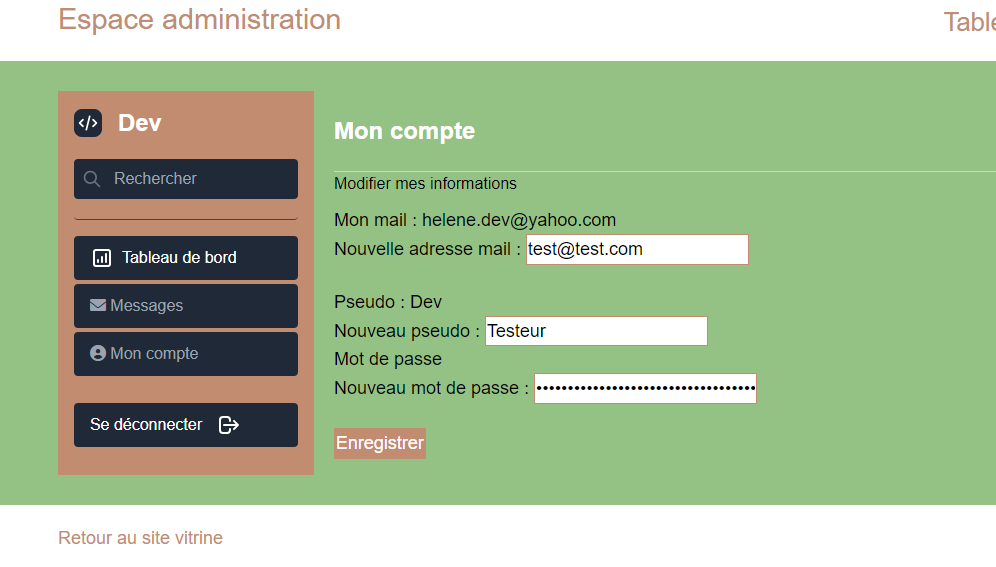 Espace administration
Dev
Rechercher
Tableau de bord
Messages
Mon compte
Se déconnecter
Mon compte
Modifier mes informations
Mon mail : helene.dev@yahoo.com
Nouvelle adresse mail : test@test.com
Pseudo : Dev
Nouveau pseudo : Testeur
Mot de passe
Nouveau mot de passe : ••••••••••••••••••••••••••••••••••
Enregistrer
Retour au site vitrine